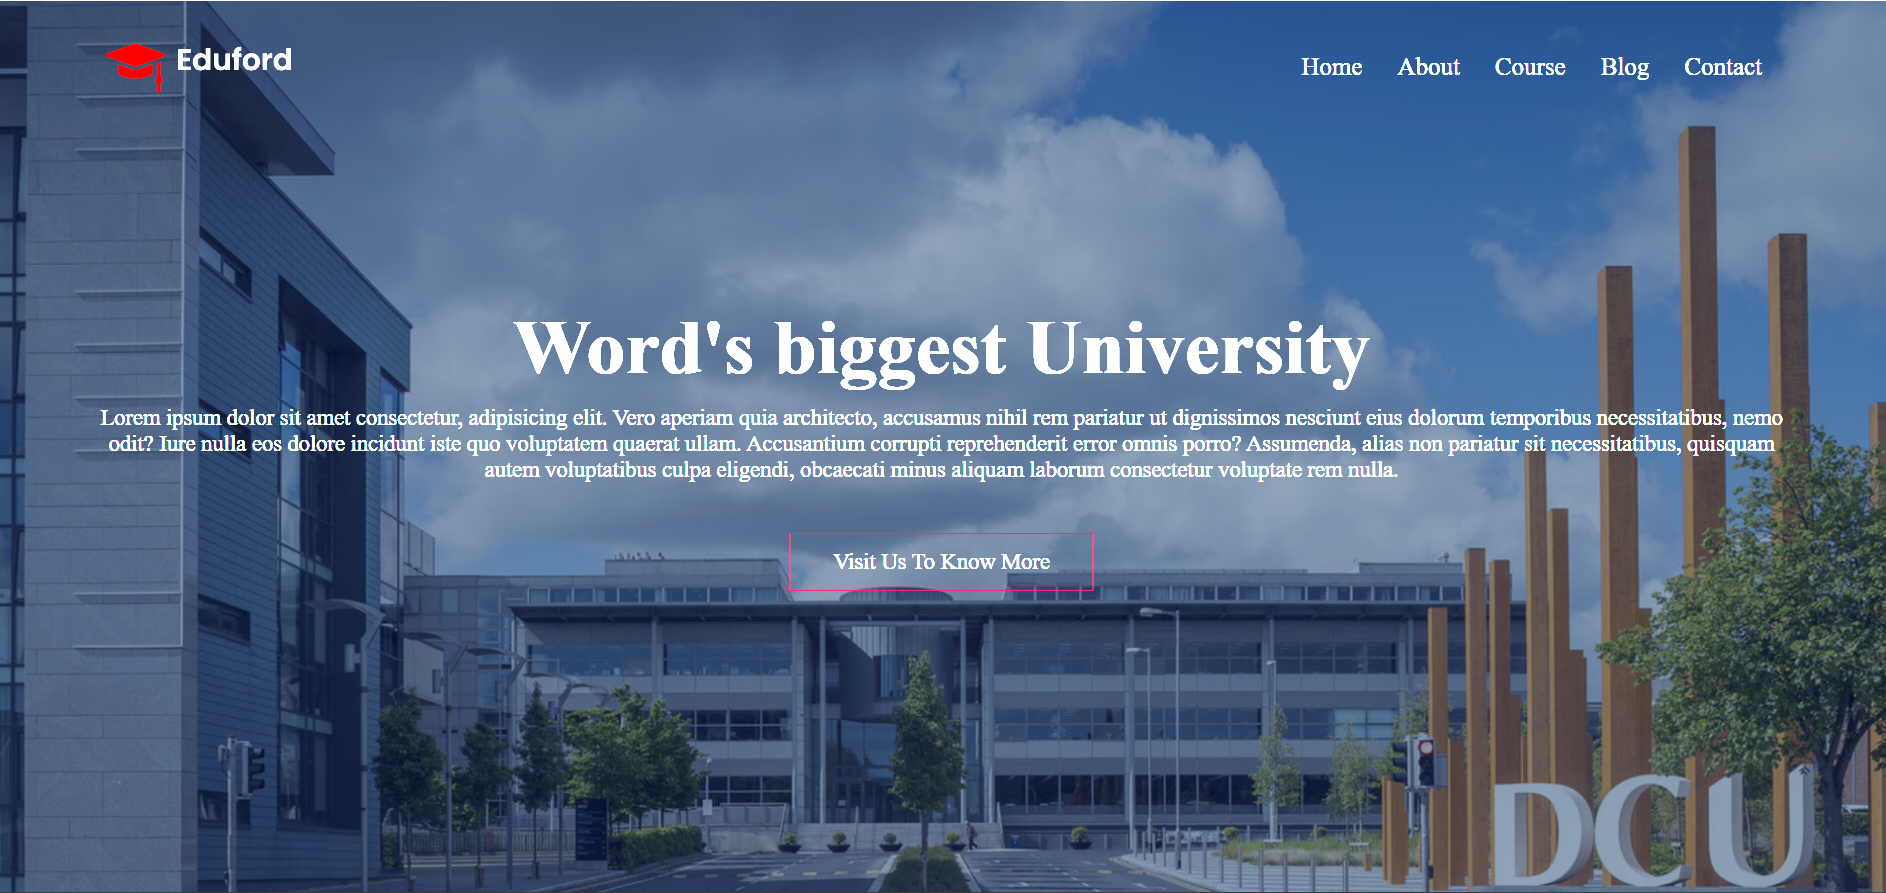 Eduford
Home About Course Blog Contact
Word's biggest University
Lorem ipsum dolor sit amet consectetur, adipisicing elit. Vero aperiam quia architecto, accusamus nihil rem pariatur ut dignissimos nesciunt eius dolorum temporibus necessitatibus, nemo
odit? Iure nulla eos dolore incidunt iste quo voluptatem quaerat ullam. Accusantium corrupti reprehenderit error omnis porro? Assumenda, alias non pariatur sit necessitatibus, quisquam
autem voluptatibus culpa eligendi, obcaecati minus aliquam laborum consectetur voluptate rem nulla.
Visit Us To Know More
DCU